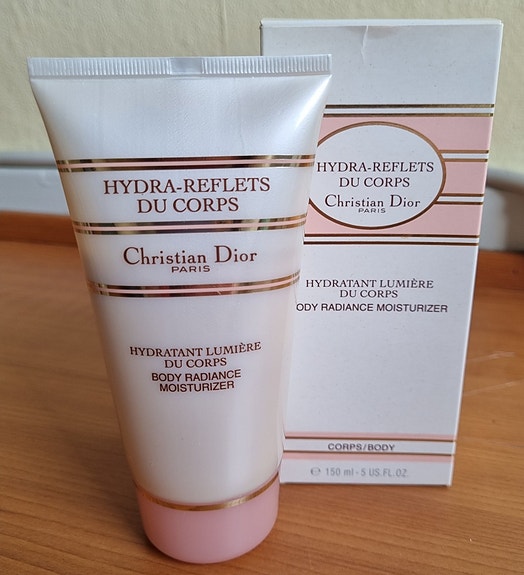 HYDRA-REFLETS
DU CORPS
Christian Dior
PARIS
HYDRATANT LUMIÈRE
DU CORPS
BODY RADIANCE
MOISTURIZER
HYDRA-REFLETS
DU CORPS
Christian Dior
PARIS
HYDRATANT LUMIÈRE
DU CORPS
ODY RADIANCE MOISTURIZER
CORPS/BODY
℮ 150 ml - 5 US.FL.OZ.